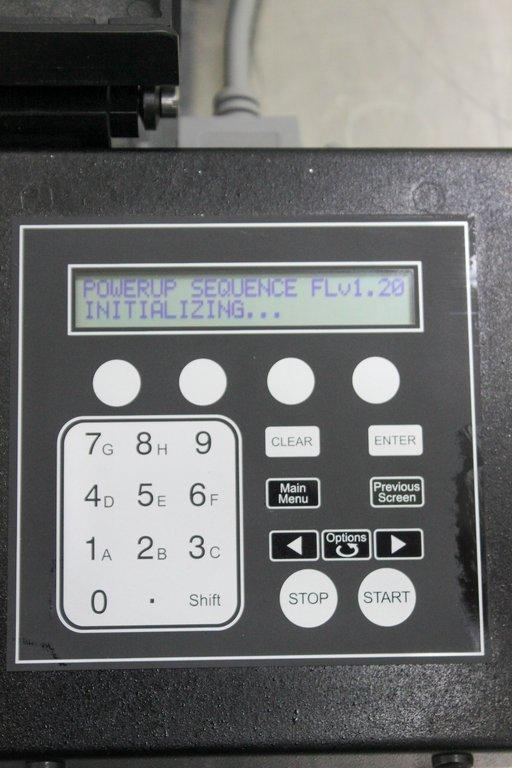 POWERUP SEQUENCE FLv1.20
INITIALIZING...
7G 8H 9
4D 5E 6F
1A 2B 3C
0 . Shift
CLEAR
ENTER
Main
Menu
Previous
Screen
Options
STOP
START